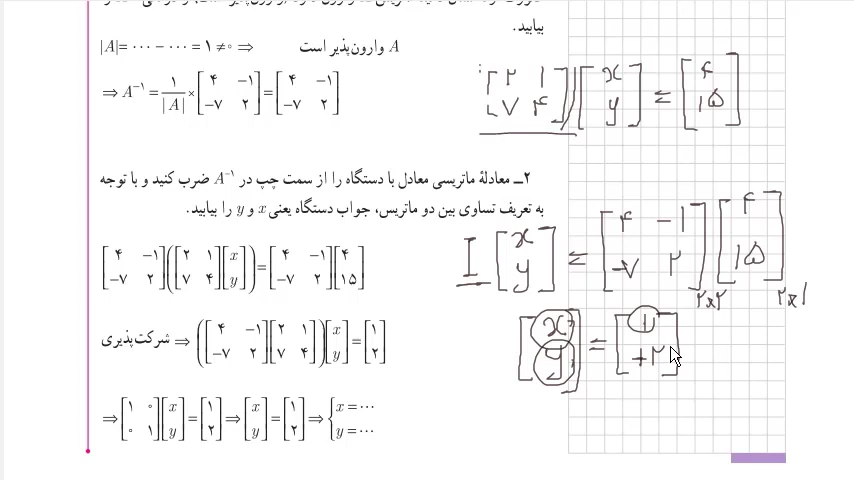 بیابید.
|A|= ⋯ − ⋯ = ۱ ≠ ۰ ⇒ A وارون‌پذیر است
⇒ A⁻¹ = ۱/|A| × [۴ −۱; −۷ ۲] = [۴ −۱; −۷ ۲]
[۲ ۱; ۷ ۴] [x; y] = [۴; ۱۵]
۲ــ معادلهٔ ماتریسی معادل با دستگاه را از سمت چپ در A⁻¹ ضرب کنید و با توجه
به تعریف تساوی بین دو ماتریس، جواب دستگاه یعنی x و y را بیابید.
[۴ −۱; −۷ ۲] ([۲ ۱; ۷ ۴] [x; y]) = [۴ −۱; −۷ ۲] [۴; ۱۵]
شرکت‌پذیری ⇒ ([۴ −۱; −۷ ۲] [۲ ۱; ۷ ۴]) [x; y] = [۱; ۲]
⇒ [۱ ۰; ۰ ۱] [x; y] = [۱; ۲] ⇒ [x; y] = [۱; ۲] ⇒ {x = ⋯ y = ⋯
I [x; y] = [۴ −۱; −۷ ۲] ۲×۲ [۴; ۱۵] ۲×۱
[x; y] = [۱; +۲]